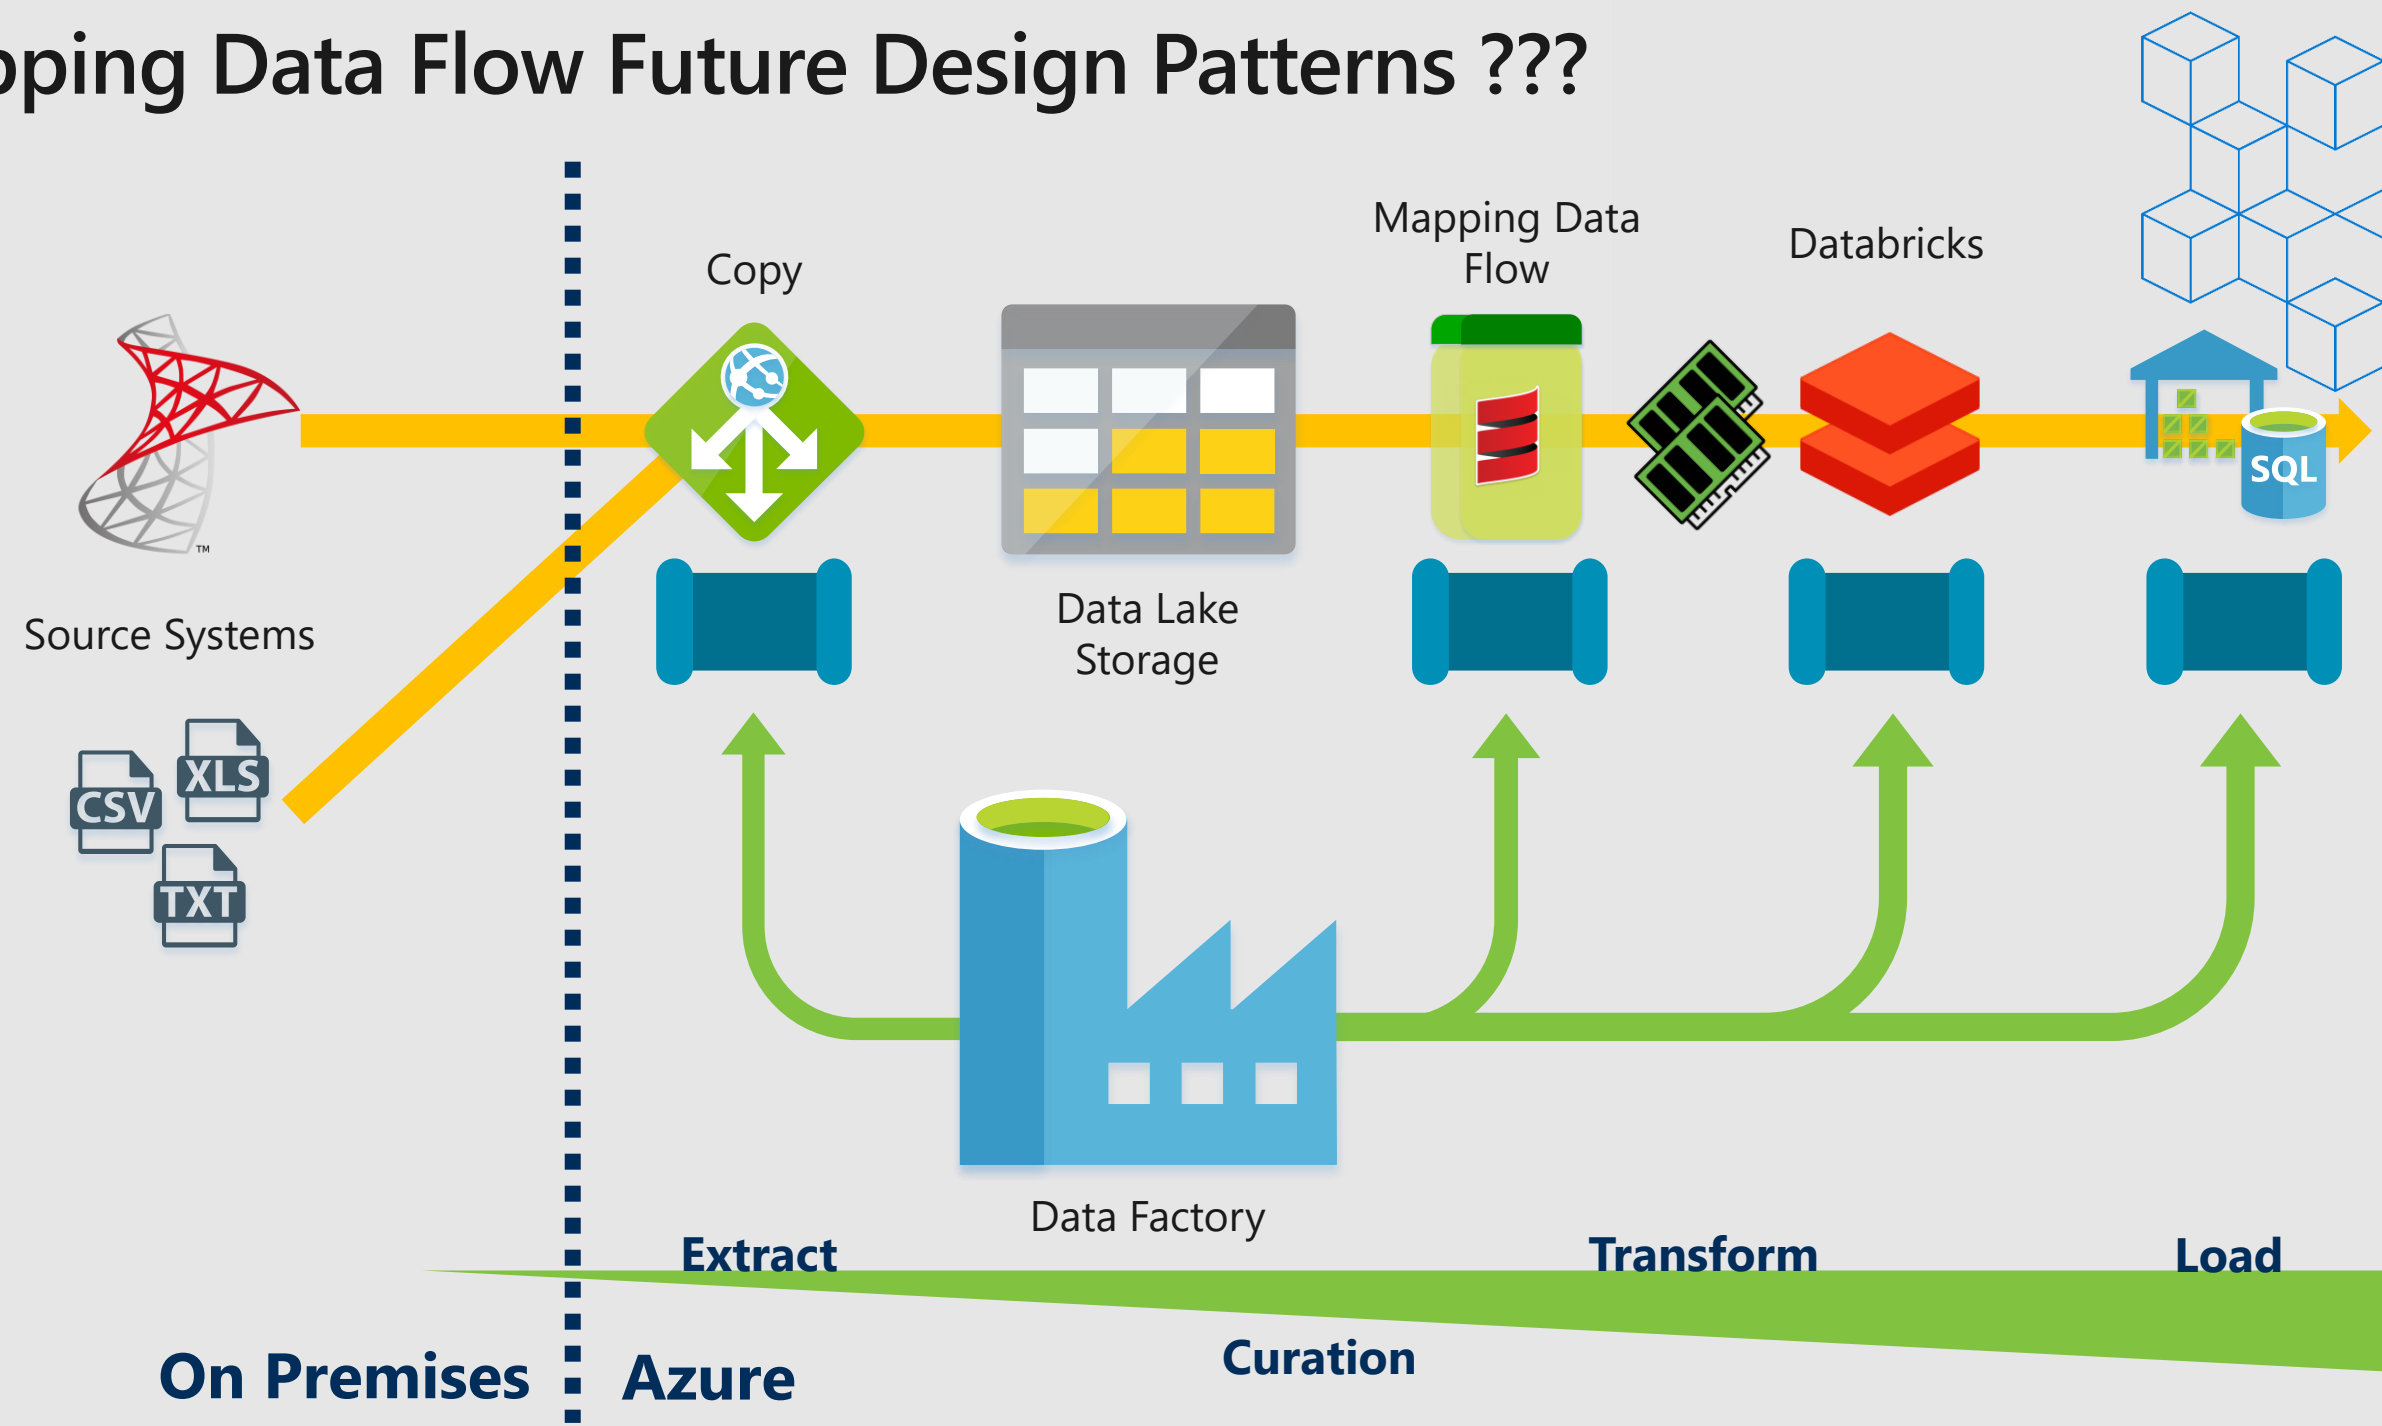 pping Data Flow Future Design Patterns ???
Mapping Data
Flow
Databricks
Copy
SQL
TM
Source Systems
Data Lake
Storage
XLS
CSV
TXT
Data Factory
Extract
Transform
Load
Curation
On Premises
Azure